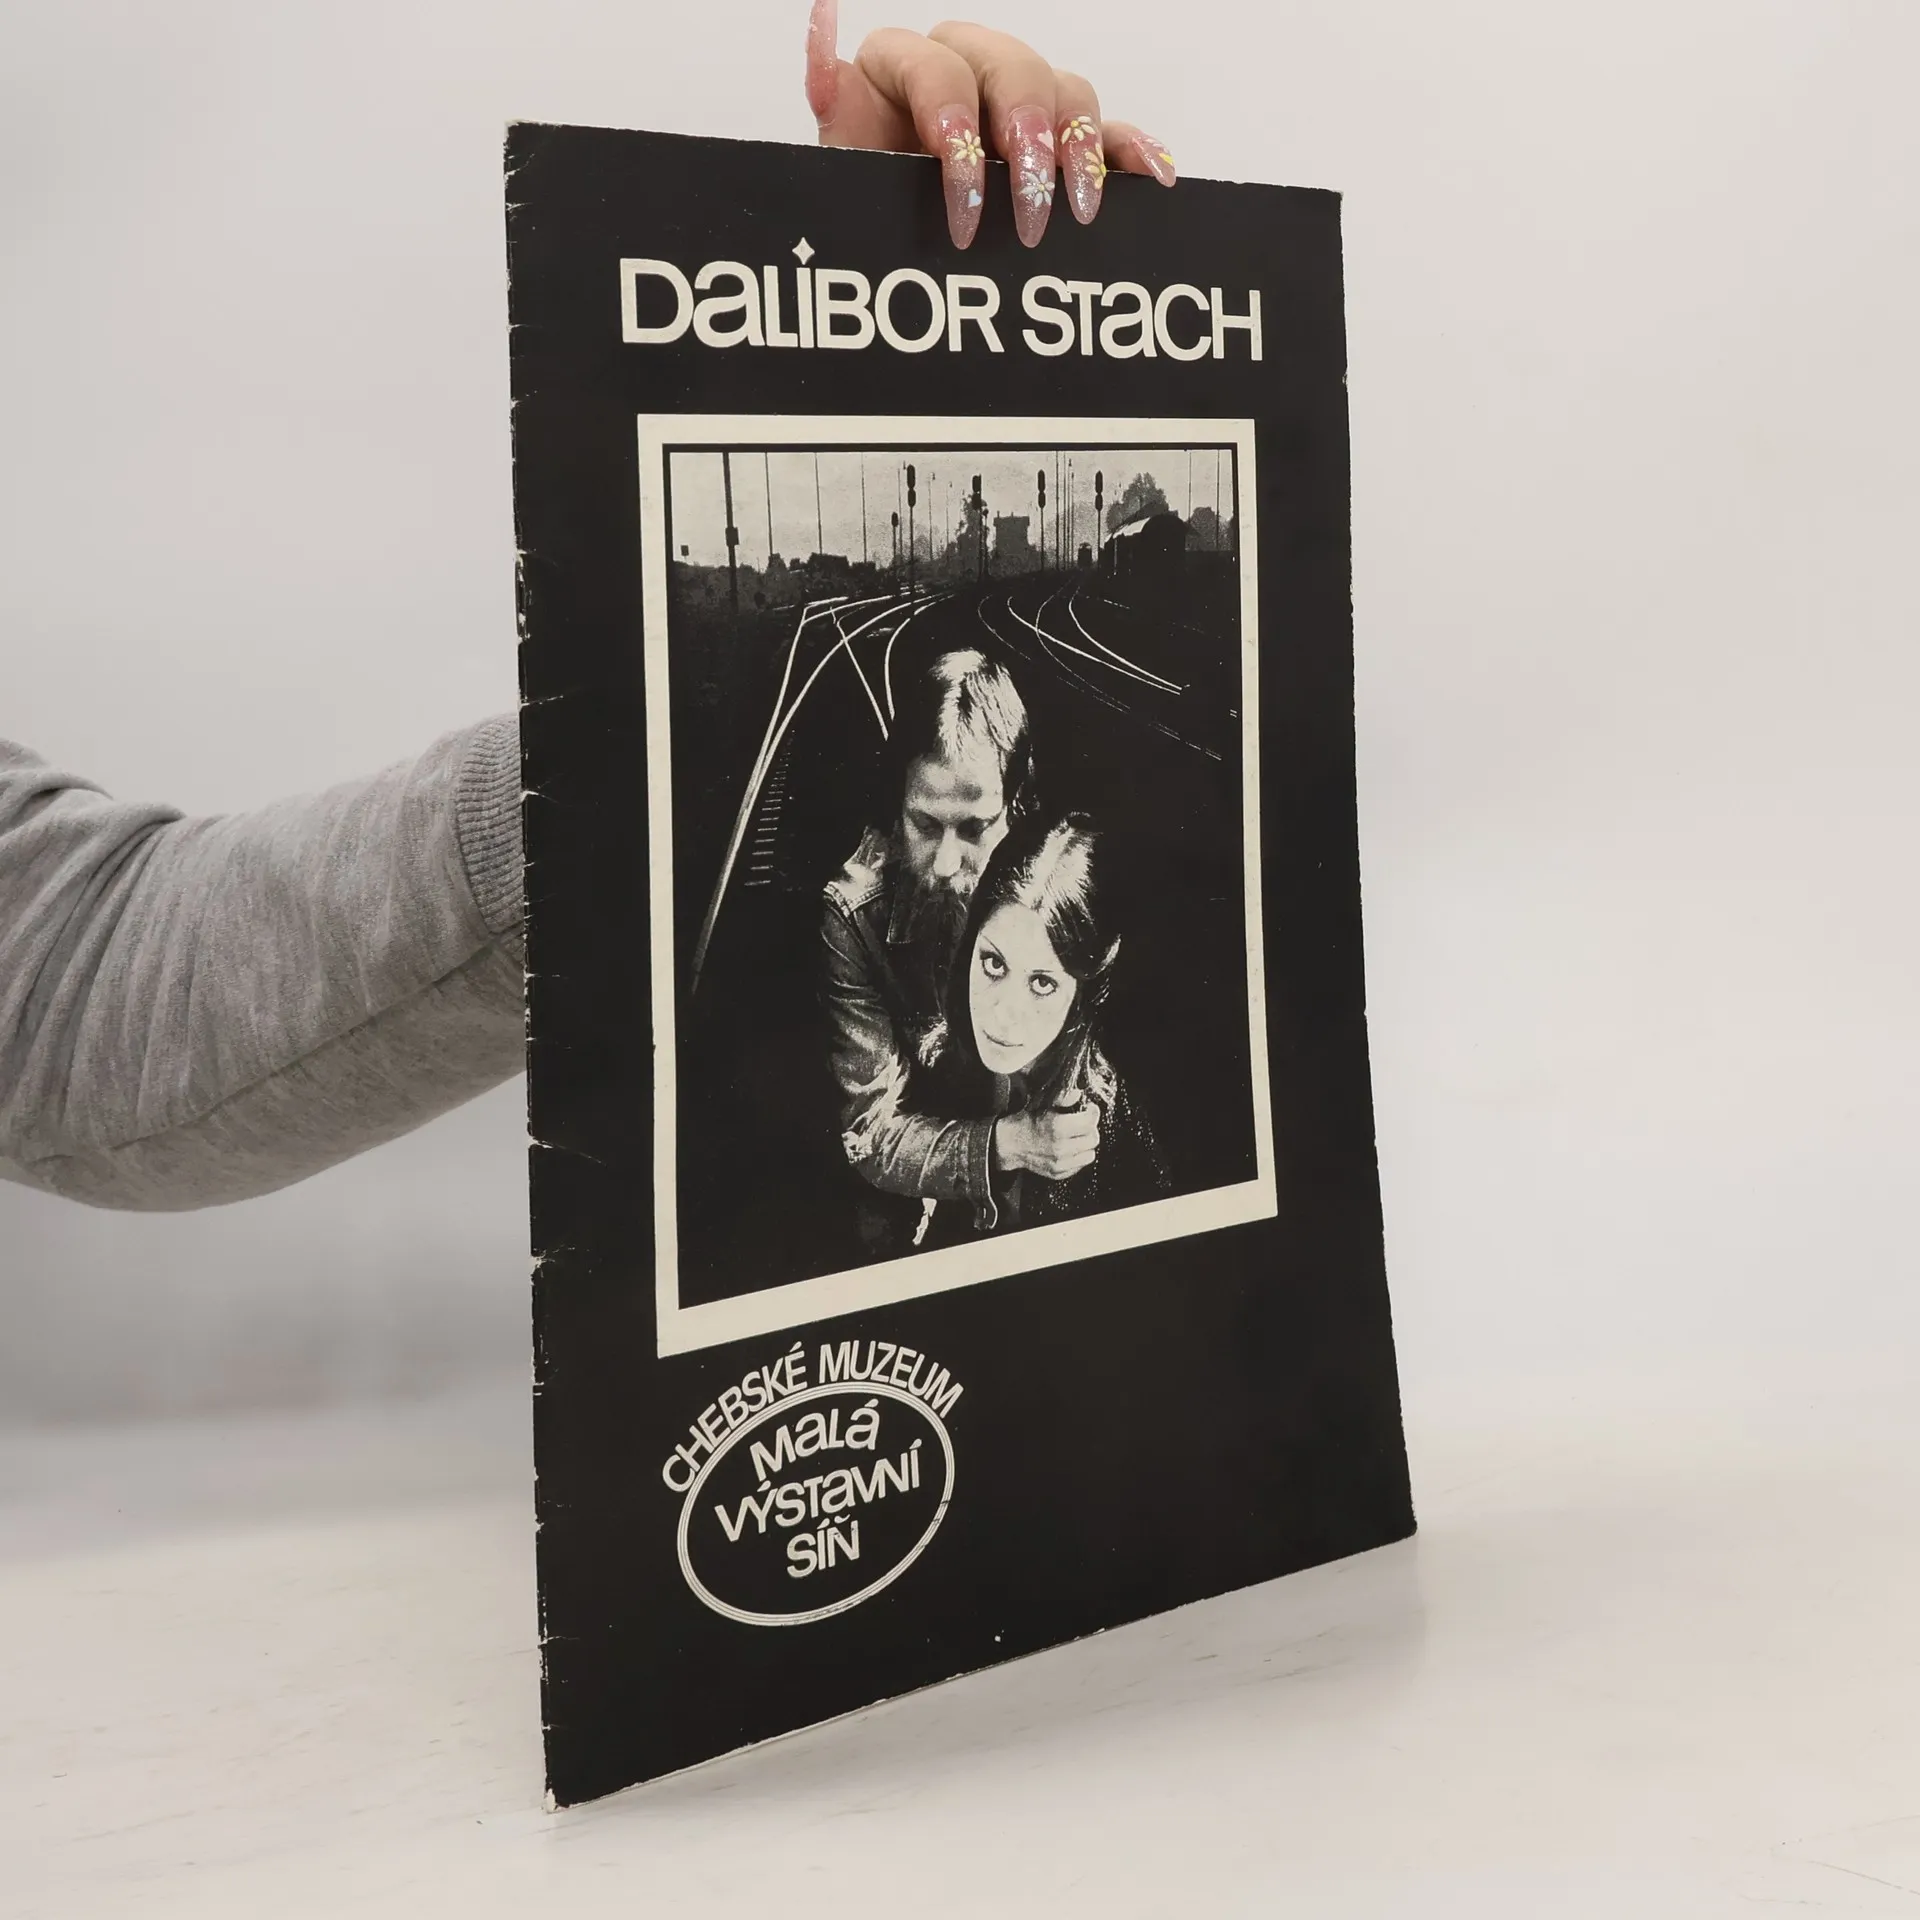 DaLiBOR STaCH
CHEBSKÉ MUZEUM
MaLá
VÝSTaVNÍ
SÍŇ